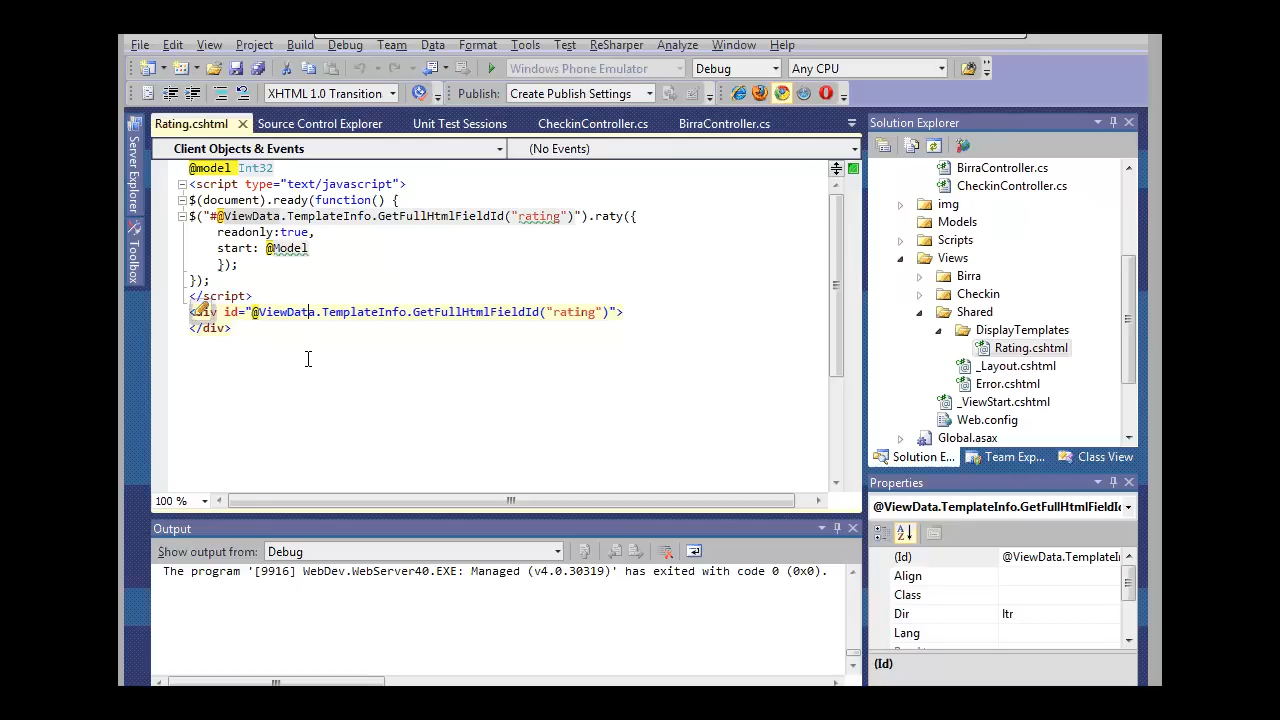 File Edit View Project Build Debug Team Data Format Tools Test ReSharper Analyze Window Help
Windows Phone Emulator Debug Any CPU
XHTML 1.0 Transition Publish: Create Publish Settings
Server Explorer
Toolbox
Rating.cshtml Source Control Explorer Unit Test Sessions CheckinController.cs BirraController.cs
Client Objects & Events (No Events)
@model Int32
<script type="text/javascript">
$(document).ready(function() {
$("#@ViewData.TemplateInfo.GetFullHtmlFieldId("rating")").raty({
readonly:true,
start: @Model
});
});
</script>
<div id="@ViewData.TemplateInfo.GetFullHtmlFieldId("rating")">
</div>
100 %
Output
Show output from: Debug
The program '[9916] WebDev.WebServer40.EXE: Managed (v4.0.30319)' has exited with code 0 (0x0).
Solution Explorer
BirraController.cs
CheckinController.cs
img
Models
Scripts
Views
Birra
Checkin
Shared
DisplayTemplates
Rating.cshtml
_Layout.cshtml
Error.cshtml
_ViewStart.cshtml
Web.config
Global.asax
Solution E... Team Exp... Class View
Properties
@ViewData.TemplateInfo.GetFullHtmlFieldId
(Id) @ViewData.TemplateI
Align
Class
Dir ltr
Lang
(Id)